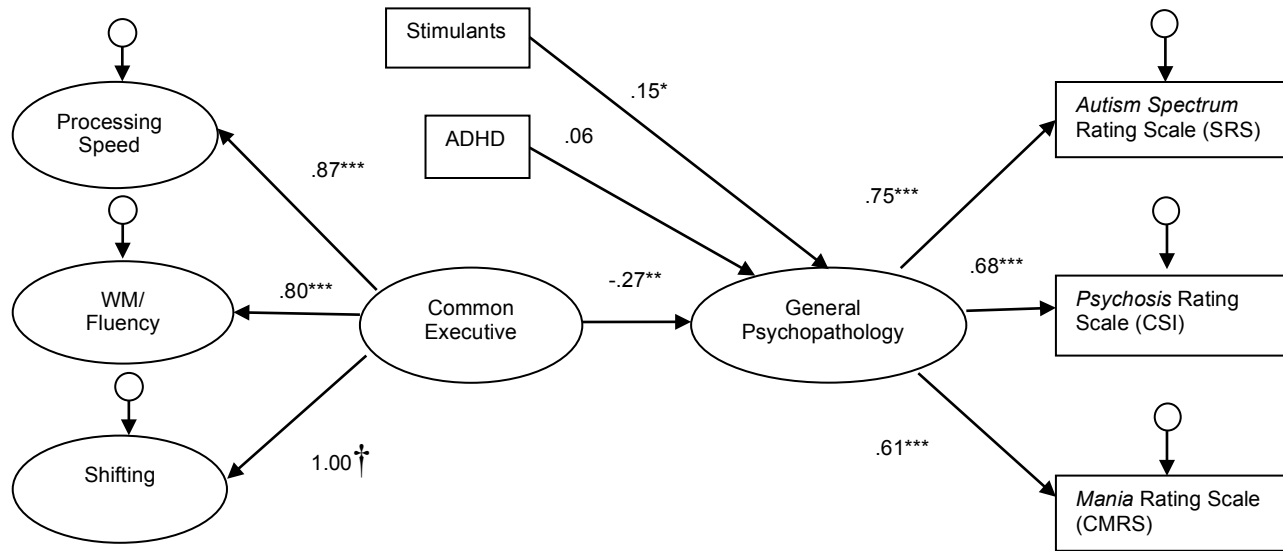 Stimulants
.15*
ADHD
.06
Processing
Speed
.87***
WM/
Fluency
.80***
Shifting
1.00†
Common
Executive
-.27**
General
Psychopathology
.75***
Autism Spectrum
Rating Scale (SRS)
.68***
Psychosis Rating
Scale (CSI)
.61***
Mania Rating Scale
(CMRS)